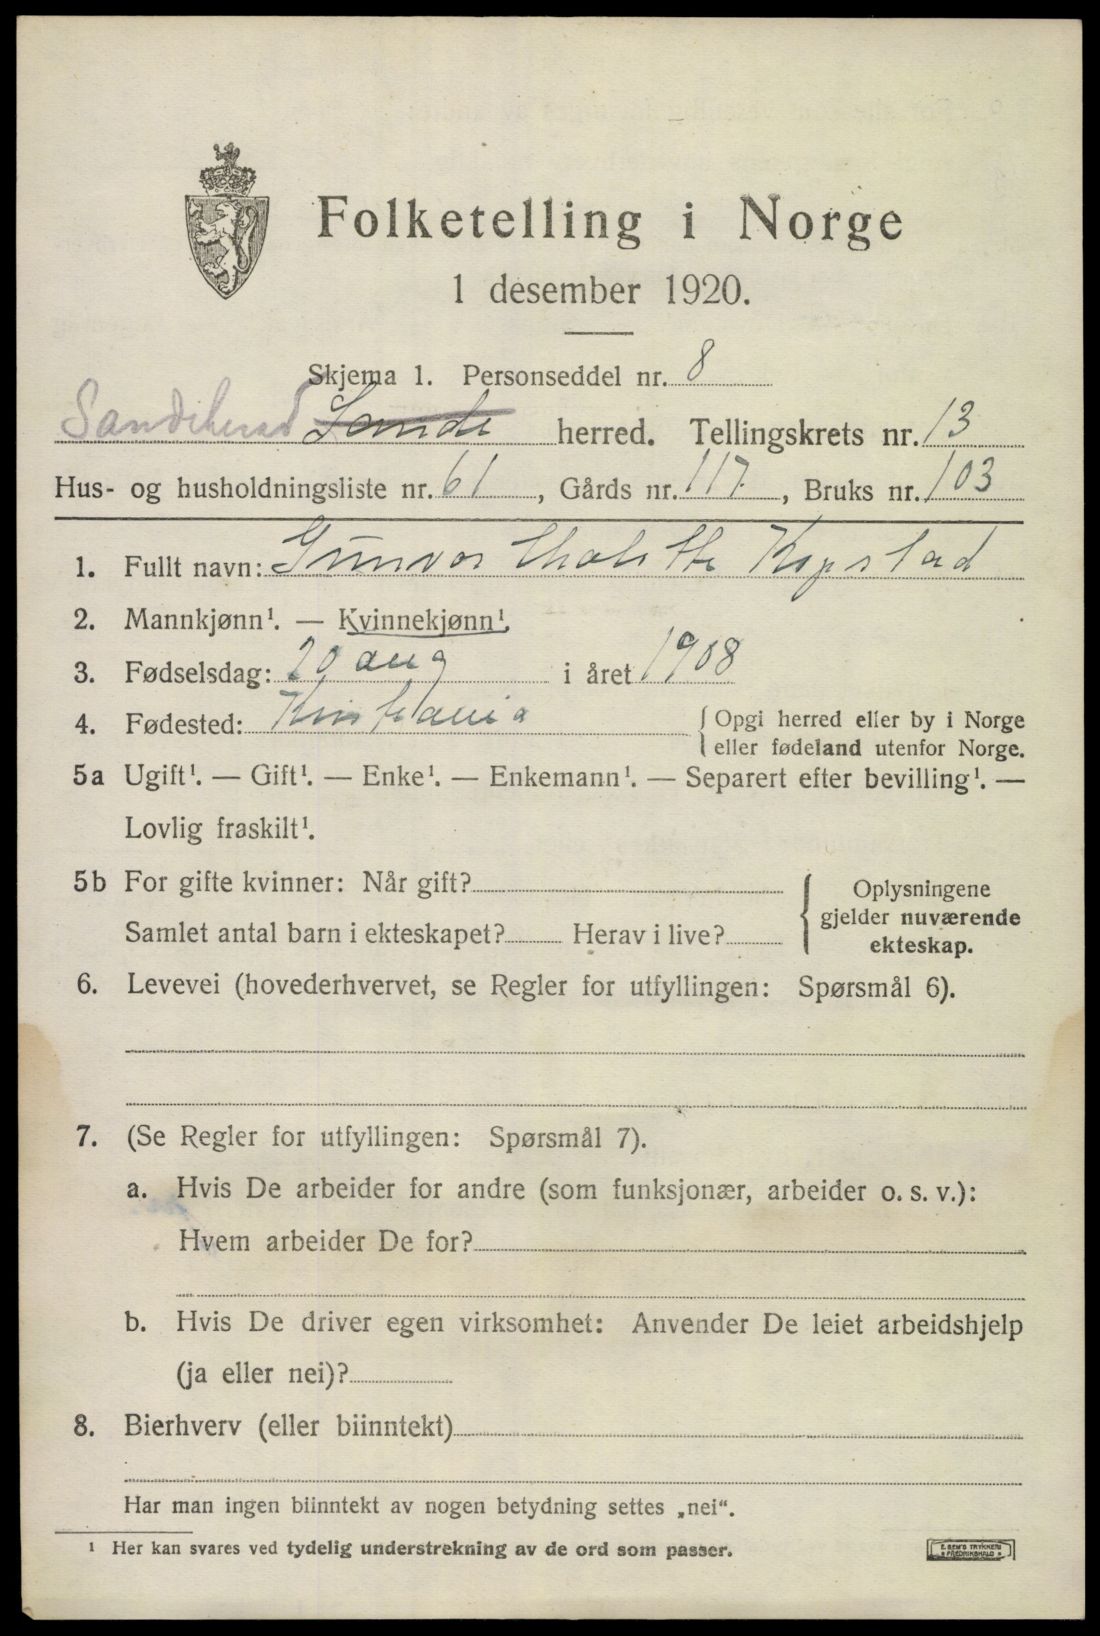 Folketelling i Norge
1 desember 1920.
Skjema 1. Personseddel nr. 8
Sandeherad Sande herred. Tellingskrets nr. 13
Hus- og husholdningsliste nr. 61, Gårds nr. 117., Bruks nr. 103
1. Fullt navn: Gunvor Kopstad
2. Mannkjønn¹. — Kvinnekjønn¹.
3. Fødselsdag: 20 aug i året 1908
4. Fødested: Kristiania { Opgi herred eller by i Norge
eller fødeland utenfor Norge.
5a Ugift¹. — Gift¹. — Enke¹. — Enkemann¹. — Separert efter bevilling¹. —
Lovlig fraskilt¹.
5b For gifte kvinner: Når gift?
Samlet antal barn i ekteskapet? Herav i live?
{ Oplysningene
gjelder nuværende
ekteskap.
6. Levevei (hovederhvervet, se Regler for utfyllingen: Spørsmål 6).
7. (Se Regler for utfyllingen: Spørsmål 7).
a. Hvis De arbeider for andre (som funksjonær, arbeider o. s. v.):
Hvem arbeider De for?
b. Hvis De driver egen virksomhet: Anvender De leiet arbeidshjelp
(ja eller nei)?
8. Bierhverv (eller biinntekt)
Har man ingen biinntekt av nogen betydning settes „nei“.
¹ Her kan svares ved tydelig understrekning av de ord som passer.
E. SEM'S TRYKKERI
FREDRIKSHALD